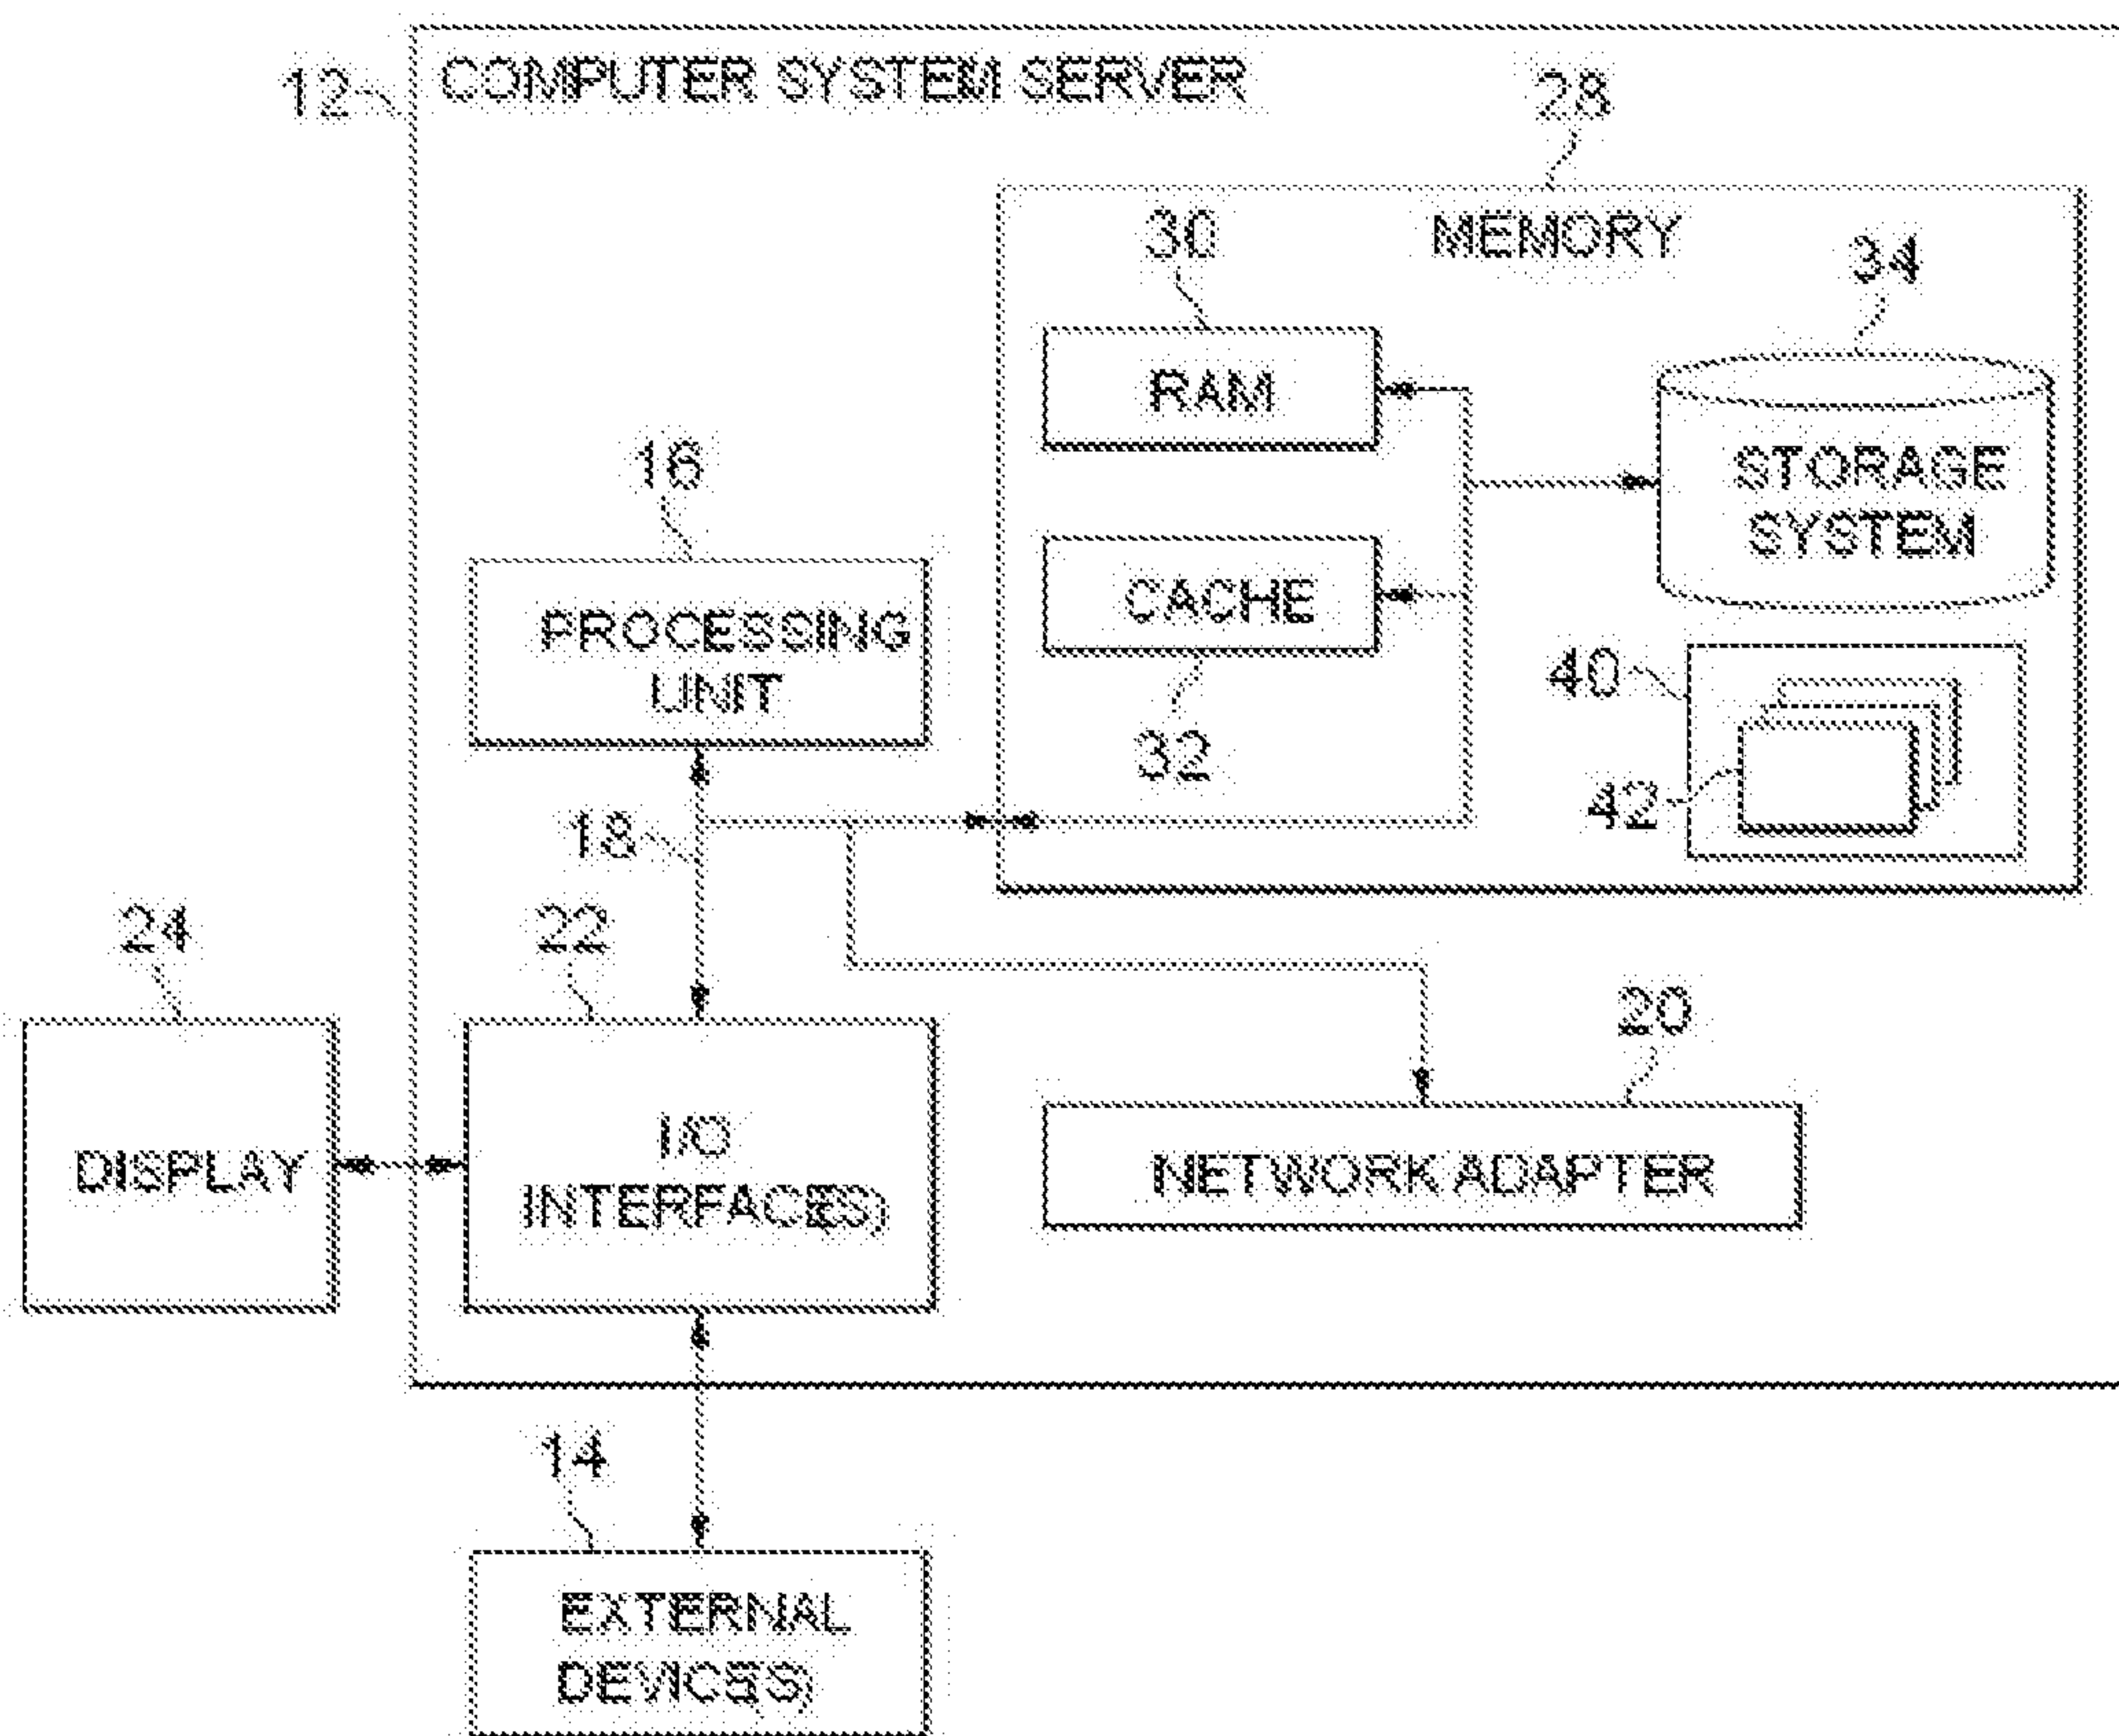 12
COMPUTER SYSTEM SERVER
28
MEMORY
30
34
RAM
STORAGE
SYSTEM
16
CACHE
PROCESSING
UNIT
40
32
42
18
24
22
20
DISPLAY
I/O
INTERFACE(S)
NETWORK ADAPTER
14
EXTERNAL
DEVICE(S)